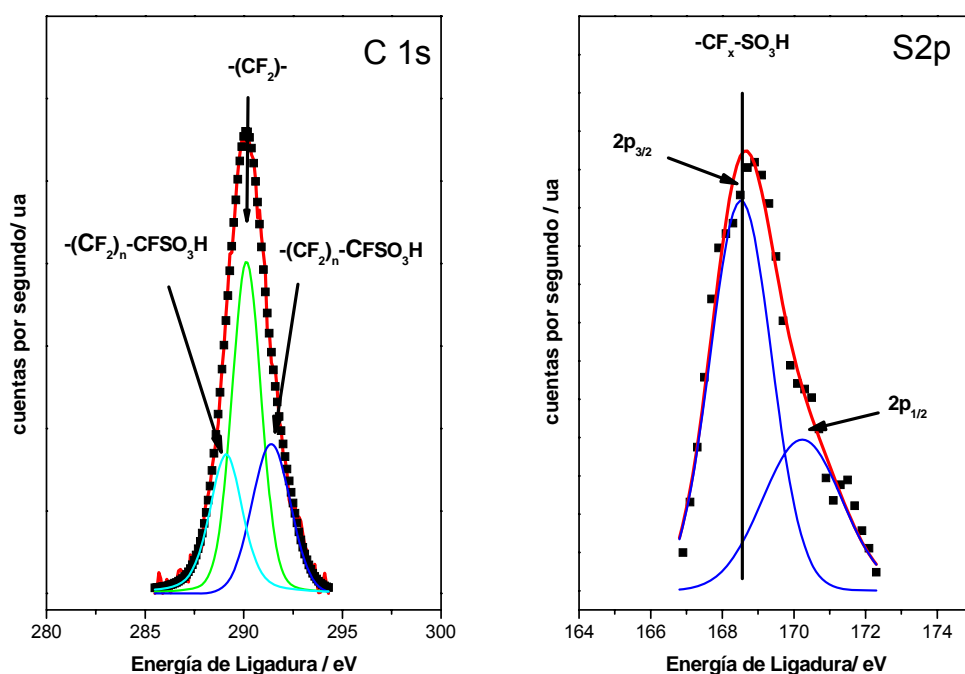 C 1s
-(CF₂)-
-(CF₂)ₙ-CFSO₃H
-(CF₂)ₙ-CFSO₃H
cuentas por segundo/ ua
280 285 290 295 300
Energía de Ligadura / eV
S2p
-CFₓ-SO₃H
2p₃/₂
2p₁/₂
cuentas por segundo / ua
164 166 168 170 172 174
Energía de Ligadura/ eV